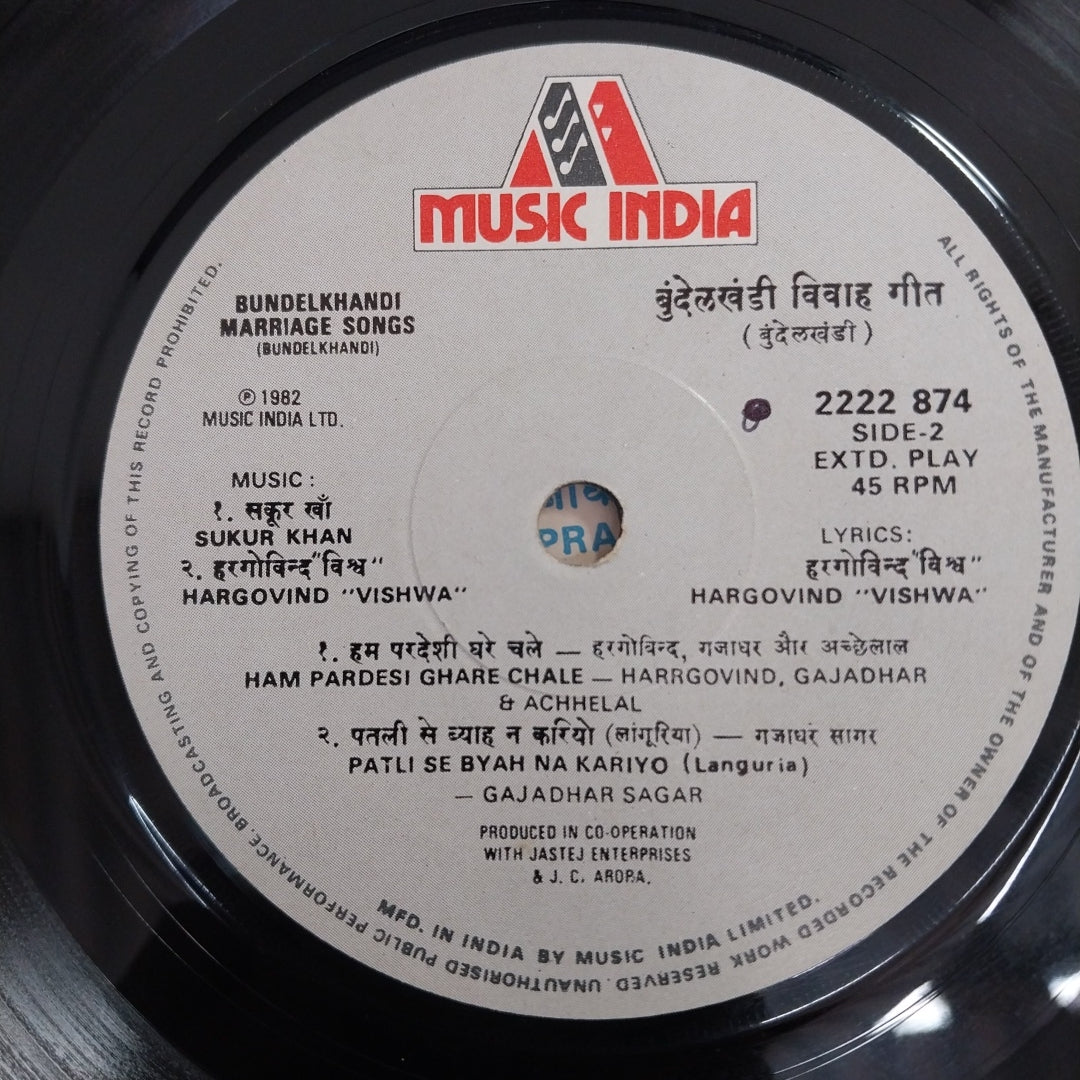 MUSIC INDIA
BUNDELKHANDI
MARRIAGE SONGS
(BUNDELKHANDI)
℗ 1982
MUSIC INDIA LTD.
बुंदेलखंडी विवाह गीत
(बुंदेलखंडी)
2222 874
SIDE-2
EXTD. PLAY
45 RPM
MUSIC:
१. सकूर खाँ
SUKUR KHAN
२. हरगोविन्द "विश्व"
HARGOVIND "VISHWA"
LYRICS:
हरगोविन्द "विश्व"
HARGOVIND "VISHWA"
PRA
१. हम परदेशी घरे चले — हरगोविन्द, गजाधर और अच्छेलाल
HAM PARDESI GHARE CHALE — HARRGOVIND, GAJADHAR
& ACHHELAL
२. पतली से ब्याह न करियो (लांगूरिया) — गजाधर सागर
PATLI SE BYAH NA KARIYO (Languria)
— GAJADHAR SAGAR
PRODUCED IN CO-OPERATION
WITH JASTEJ ENTERPRISES
& J. C. ARORA.
MFD. IN INDIA BY MUSIC INDIA LIMITED.
ALL RIGHTS OF THE MANUFACTURER AND OF THE OWNER OF THE RECORDED WORK RESERVED. UNAUTHORISED PUBLIC PERFORMANCE, BROADCASTING AND COPYING OF THIS RECORD PROHIBITED.